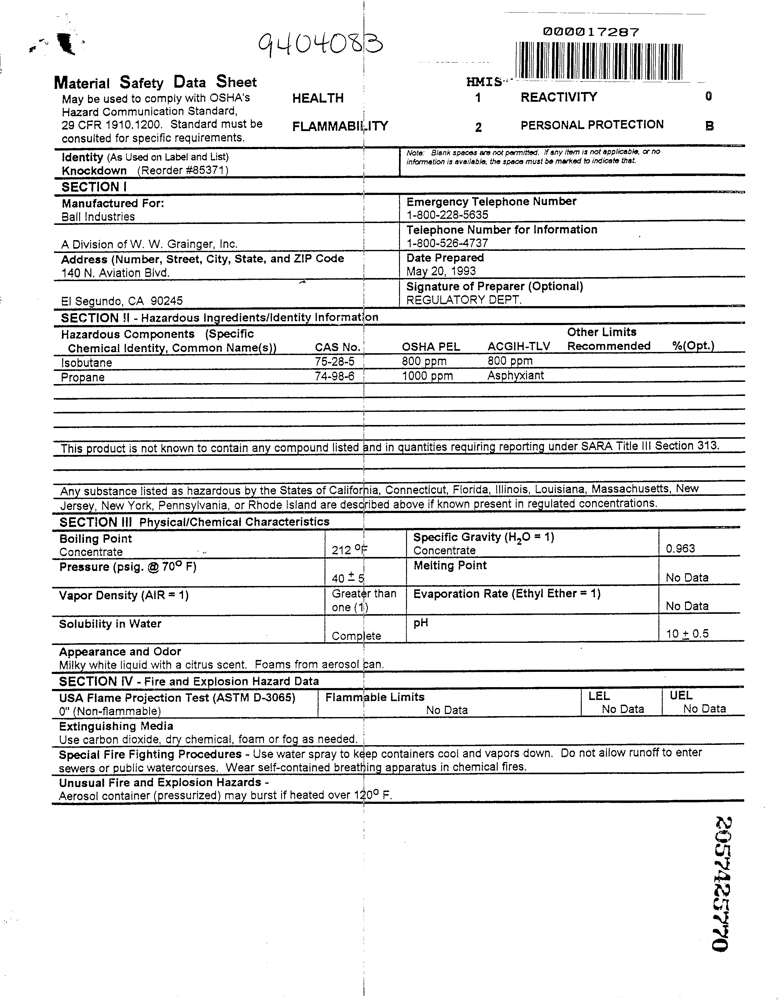 000017287
9404083
HMIS
Material Safety Data Sheet
May be used to comply with OSHA's HEALTH 1 REACTIVITY 0
Hazard Communication Standard,
29 CFR 1910.1200. Standard must be FLAMMABILITY 2 PERSONAL PROTECTION B
consulted for specific requirements.
Identity (As Used on Label and List) Note: Blank spaces are not permitted. If any item is not applicable, or no
information is available, the space must be marked to indicate that.
Knockdown (Reorder #85371)
SECTION I
Manufactured For: Emergency Telephone Number
Ball Industries 1-800-228-5635
Telephone Number for Information
A Division of W. W. Grainger, Inc. 1-800-526-4737
Address (Number, Street, City, State, and ZIP Code Date Prepared
140 N. Aviation Blvd. May 20, 1993
Signature of Preparer (Optional)
El Segundo, CA 90245 REGULATORY DEPT.
SECTION II - Hazardous Ingredients/Identity Information
Hazardous Components (Specific Other Limits
Chemical Identity, Common Name(s)) CAS No. OSHA PEL ACGIH-TLV Recommended %(Opt.)
Isobutane 75-28-5 800 ppm 800 ppm
Propane 74-98-6 1000 ppm Asphyxiant
This product is not known to contain any compound listed and in quantities requiring reporting under SARA Title III Section 313.
Any substance listed as hazardous by the States of California, Connecticut, Florida, Illinois, Louisiana, Massachusetts, New
Jersey, New York, Pennsylvania, or Rhode Island are described above if known present in regulated concentrations.
SECTION III Physical/Chemical Characteristics
Boiling Point Specific Gravity (H₂O = 1)
Concentrate 212 ºF Concentrate 0.963
Pressure (psig. @ 70º F) Melting Point
40 ± 5 No Data
Vapor Density (AIR = 1) Greater than Evaporation Rate (Ethyl Ether = 1)
one (1) No Data
Solubility in Water pH
Complete 10 ± 0.5
Appearance and Odor
Milky white liquid with a citrus scent. Foams from aerosol can.
SECTION IV - Fire and Explosion Hazard Data
USA Flame Projection Test (ASTM D-3065) Flammable Limits LEL UEL
0" (Non-flammable) No Data No Data No Data
Extinguishing Media
Use carbon dioxide, dry chemical, foam or fog as needed.
Special Fire Fighting Procedures - Use water spray to keep containers cool and vapors down. Do not allow runoff to enter
sewers or public watercourses. Wear self-contained breathing apparatus in chemical fires.
Unusual Fire and Explosion Hazards -
Aerosol container (pressurized) may burst if heated over 120º F.
2057425770